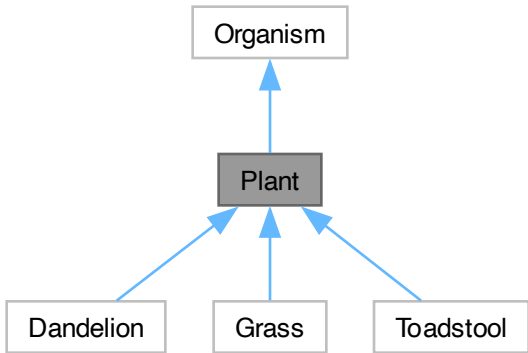 Organism
Plant
Dandelion
Grass
Toadstool